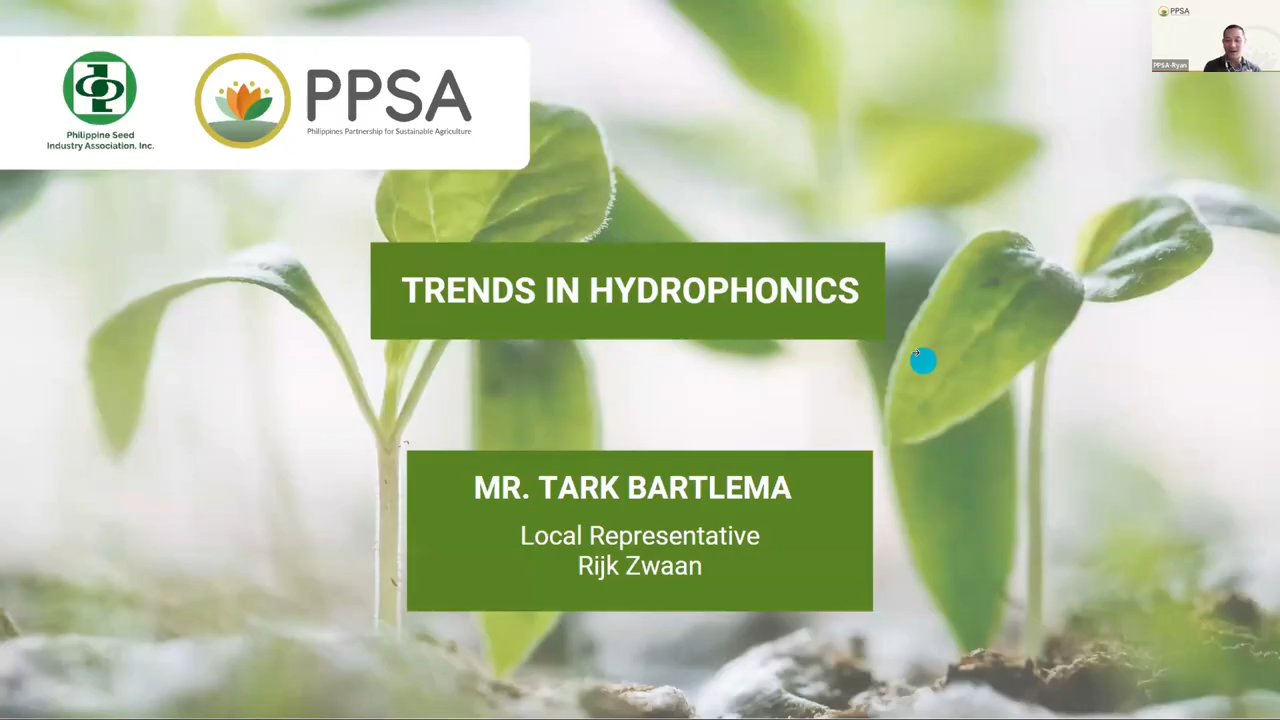 Philippine Seed
Industry Association, Inc.
PPSA
Philippines Partnership for Sustainable Agriculture
PPSA
PPSA-Ryan
TRENDS IN HYDROPHONICS
MR. TARK BARTLEMA
Local Representative
Rijk Zwaan